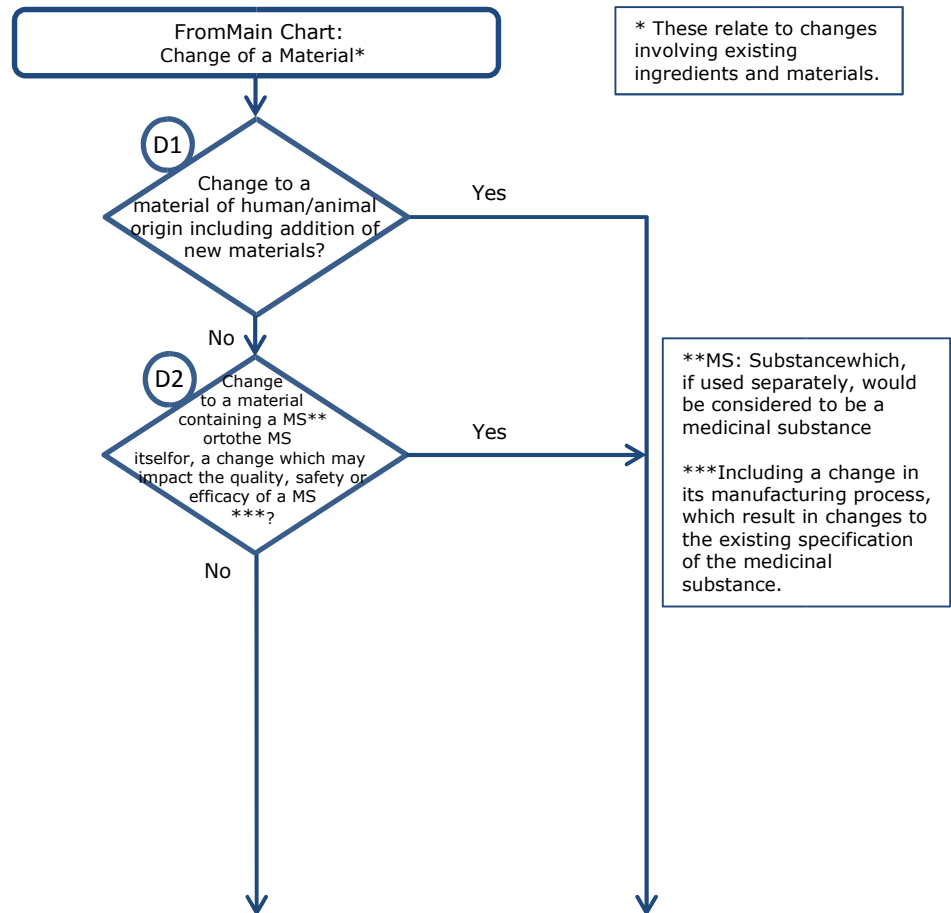 FromMain Chart:
Change of a Material*
* These relate to changes
involving existing
ingredients and materials.
D1
Change to a
material of human/animal
origin including addition of
new materials?
Yes
No
D2
Change
to a material
containing a MS**
ortothe MS
itselfor, a change which may
impact the quality, safety or
efficacy of a MS
***?
Yes
No
**MS: Substancewhich,
if used separately, would
be considered to be a
medicinal substance
***Including a change in
its manufacturing process,
which result in changes to
the existing specification
of the medicinal
substance.